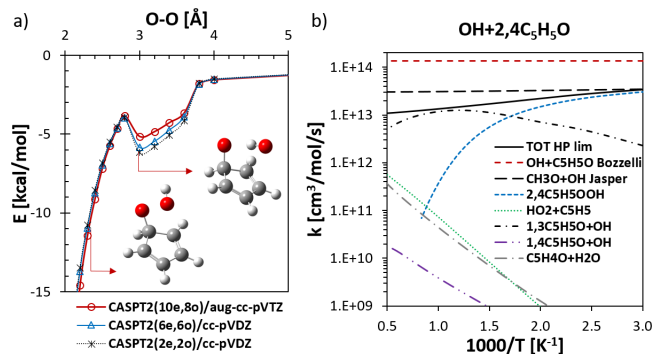 a)
O-O [Å]
2 3 4 5
0
-5
-10
-15
E [kcal/mol]
CASPT2(10e,8o)/aug-cc-pVTZ
CASPT2(6e,6o)/cc-pVDZ
CASPT2(2e,2o)/cc-pVDZ
b)
OH+2,4C₅H₅O
1.E+14
1.E+13
1.E+12
1.E+11
1.E+10
1.E+09
k [cm³/mol/s]
TOT HP lim
OH+C5H5O Bozzelli
CH3O+OH Jasper
2,4C5H5OOH
HO2+C5H5
1,3C5H5O+OH
1,4C5H5O+OH
C5H4O+H2O
0.5 1.0 1.5 2.0 2.5 3.0
1000/T [K⁻¹]